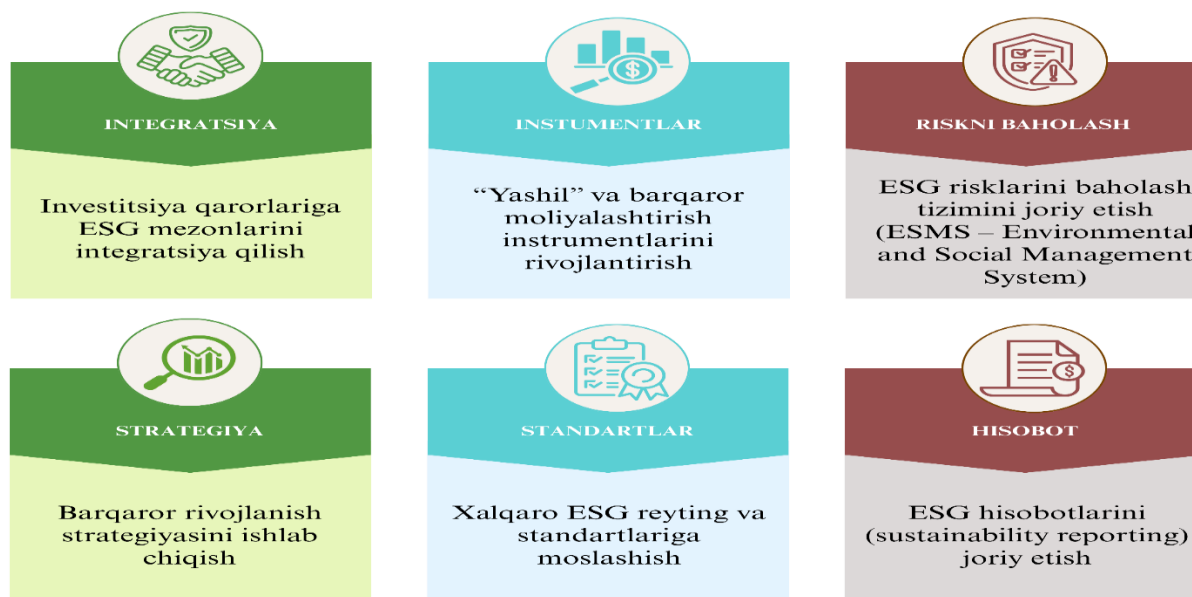 INTEGRATSIYA
Investitsiya qarorlariga
ESG mezonlarini
integratsiya qilish
INSTUMENTLAR
“Yashil” va barqaror
moliyalashtirish
instrumentlarini
rivojlantirish
RISKNI BAHOLASH
ESG risklarini baholash
tizimini joriy etish
(ESMS – Environmental
and Social Management
System)
STRATEGIYA
Barqaror rivojlanish
strategiyasini ishlab
chiqish
STANDARTLAR
Xalqaro ESG reyting va
standartlariga
moslashish
HISOBOT
ESG hisobotlarini
(sustainability reporting)
joriy etish